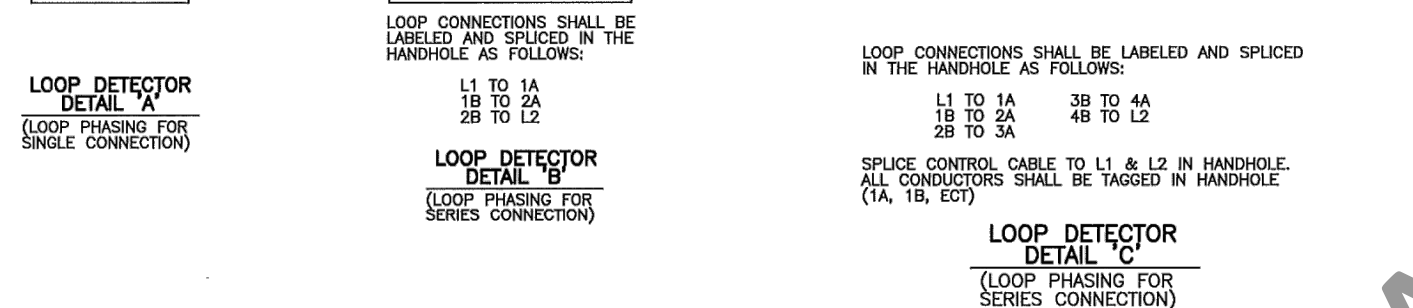 LOOP DETECTOR
DETAIL 'A'
(LOOP PHASING FOR
SINGLE CONNECTION)
LOOP CONNECTIONS SHALL BE
LABELED AND SPLICED IN THE
HANDHOLE AS FOLLOWS:
L1 TO 1A
1B TO 2A
2B TO L2
LOOP DETECTOR
DETAIL 'B'
(LOOP PHASING FOR
SERIES CONNECTION)
LOOP CONNECTIONS SHALL BE LABELED AND SPLICED
IN THE HANDHOLE AS FOLLOWS:
L1 TO 1A
1B TO 2A
2B TO 3A
3B TO 4A
4B TO L2
SPLICE CONTROL CABLE TO L1 & L2 IN HANDHOLE.
ALL CONDUCTORS SHALL BE TAGGED IN HANDHOLE
(1A, 1B, ECT)
LOOP DETECTOR
DETAIL 'C'
(LOOP PHASING FOR
SERIES CONNECTION)